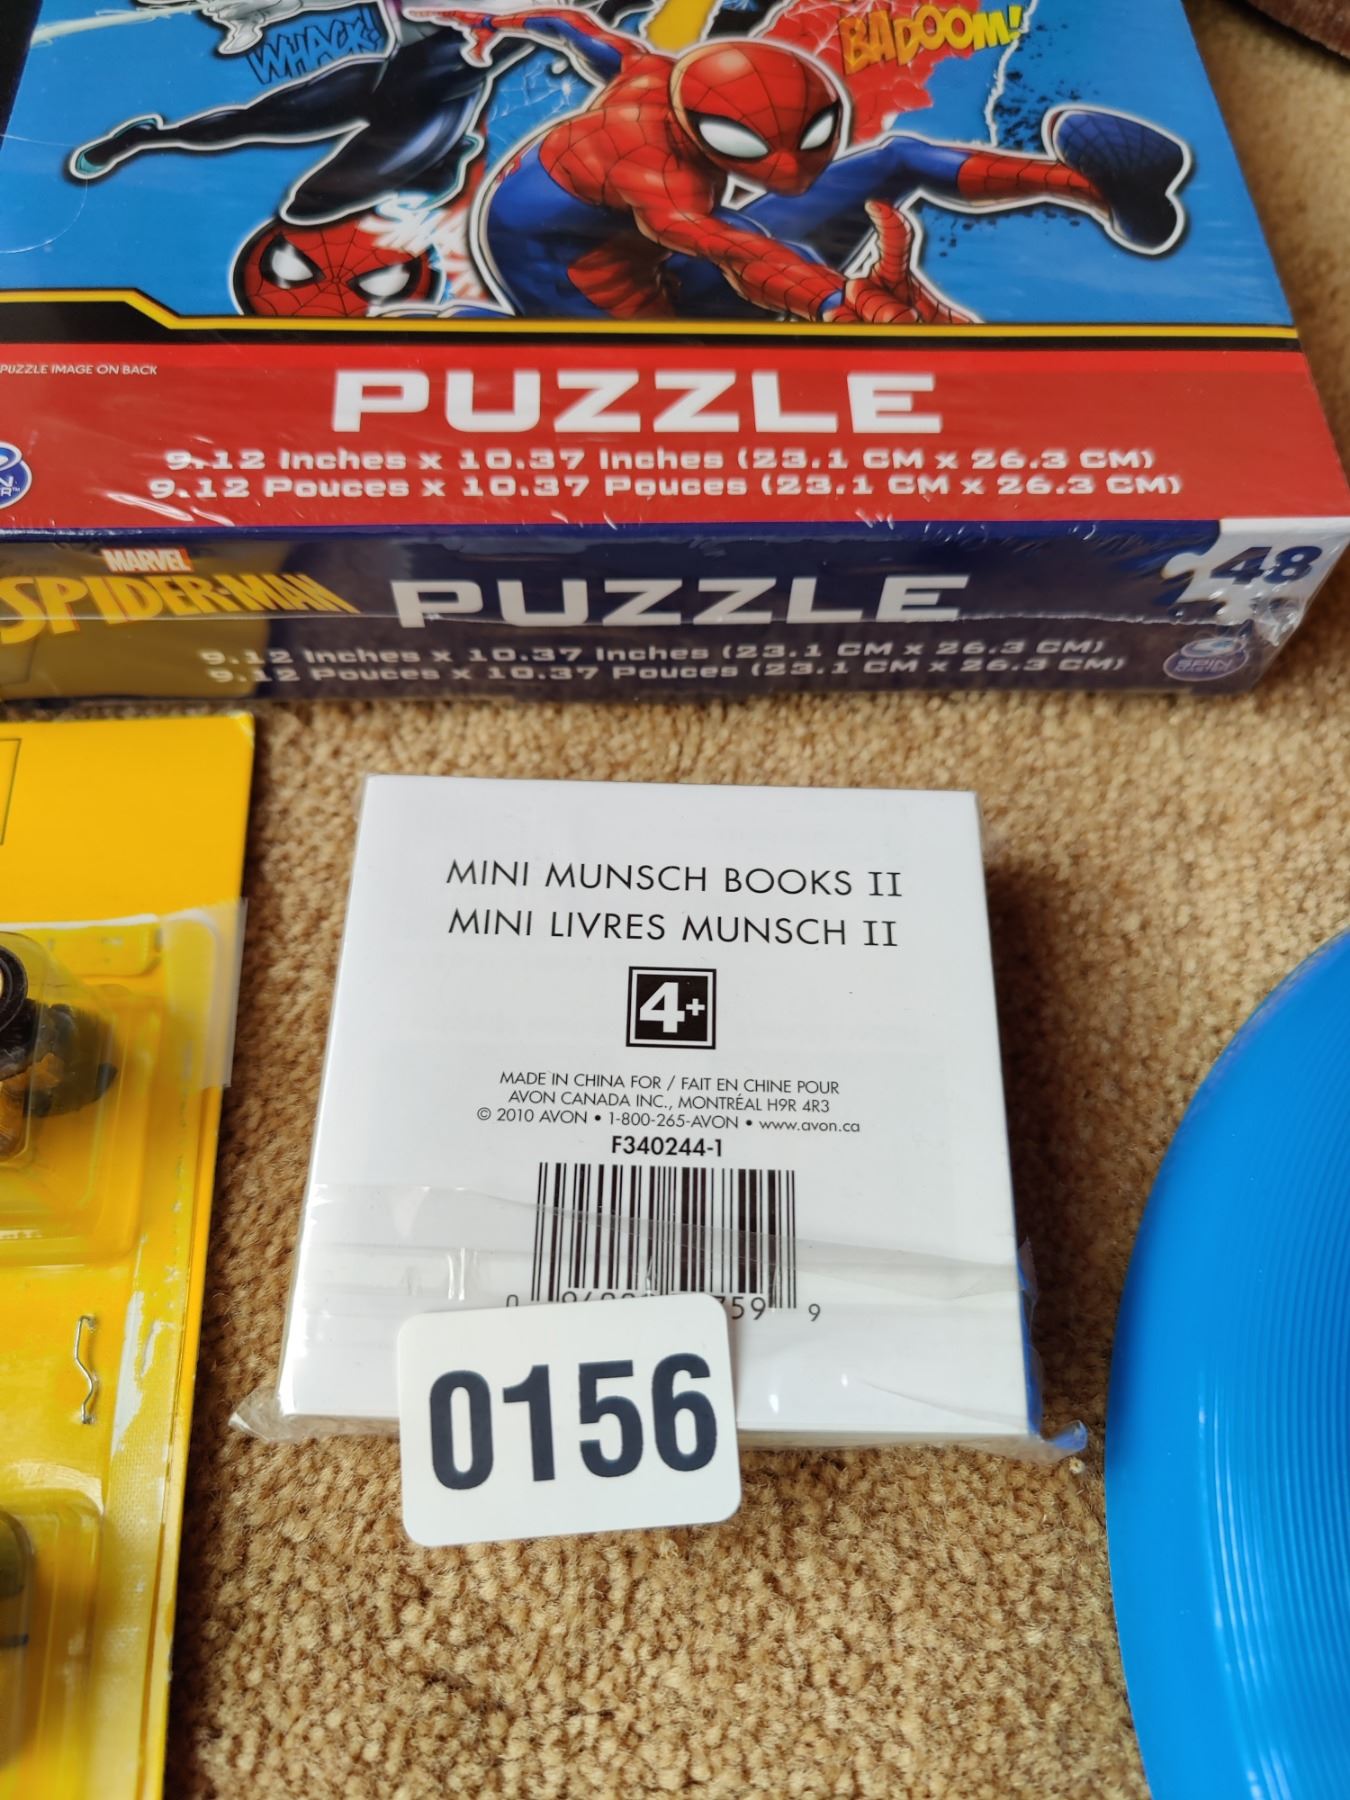 WHACK!
BADOOM!
PUZZLE IMAGE ON BACK
PUZZLE
9.12 Inches x 10.37 Inches (23.1 CM x 26.3 CM)
9.12 Pouces x 10.37 Pouces (23.1 CM x 26.3 CM)
MARVEL
SPIDER-MAN
PUZZLE
48
9.12 Inches x 10.37 Inches (23.1 CM x 26.3 CM)
9.12 Pouces x 10.37 Pouces (23.1 CM x 26.3 CM)
SPIN
MASTER
MINI MUNSCH BOOKS II
MINI LIVRES MUNSCH II
4+
MADE IN CHINA FOR / FAIT EN CHINE POUR
AVON CANADA INC., MONTRÉAL H9R 4R3
© 2010 AVON • 1-800-265-AVON • www.avon.ca
F340244-1
0 759 9
0156